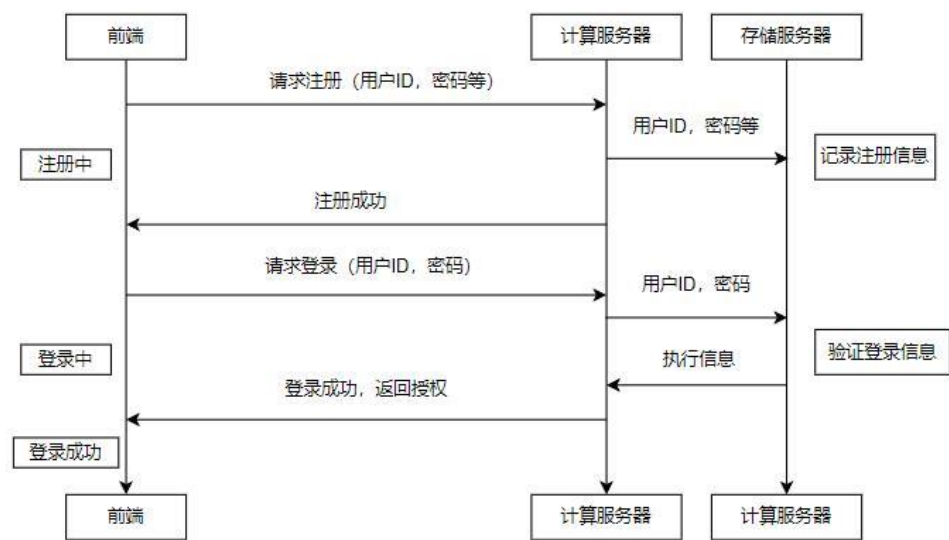 前端
计算服务器
存储服务器
请求注册（用户ID，密码等）
用户ID，密码等
注册中
记录注册信息
注册成功
请求登录（用户ID，密码）
用户ID，密码
登录中
执行信息
验证登录信息
登录成功，返回授权
登录成功
前端
计算服务器
计算服务器